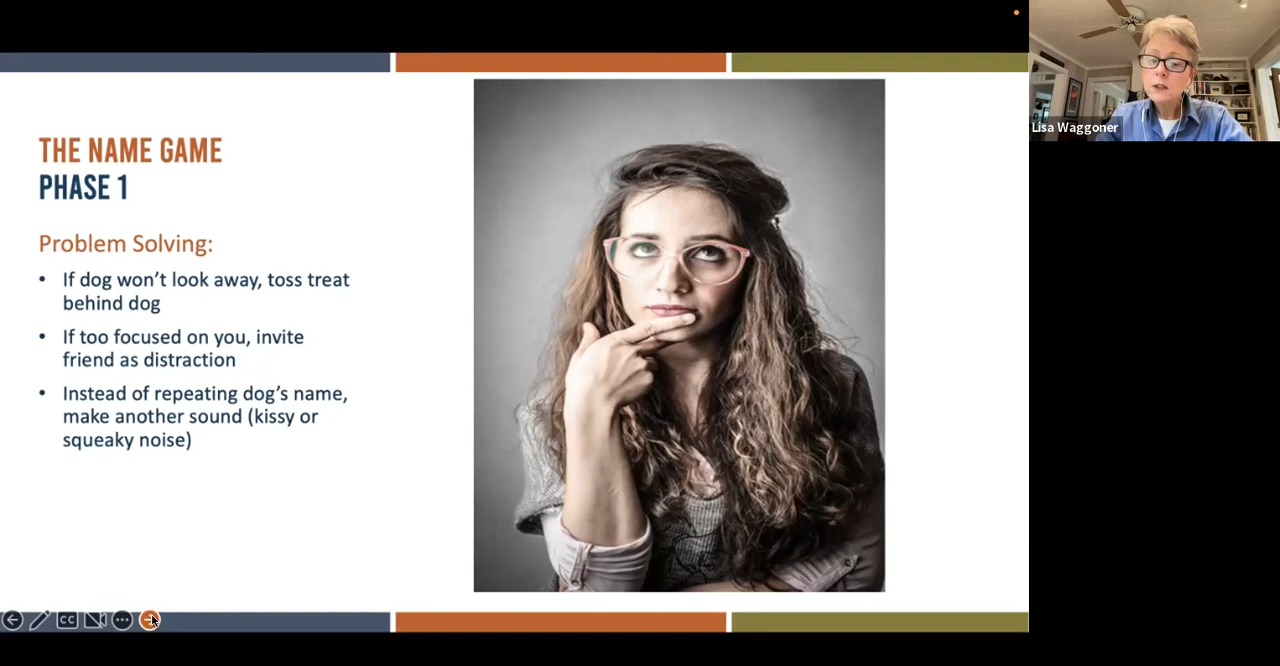 Lisa Waggoner
THE NAME GAME
PHASE 1
Problem Solving:
• If dog won’t look away, toss treat
behind dog
• If too focused on you, invite
friend as distraction
• Instead of repeating dog’s name,
make another sound (kissy or
squeaky noise)
CC